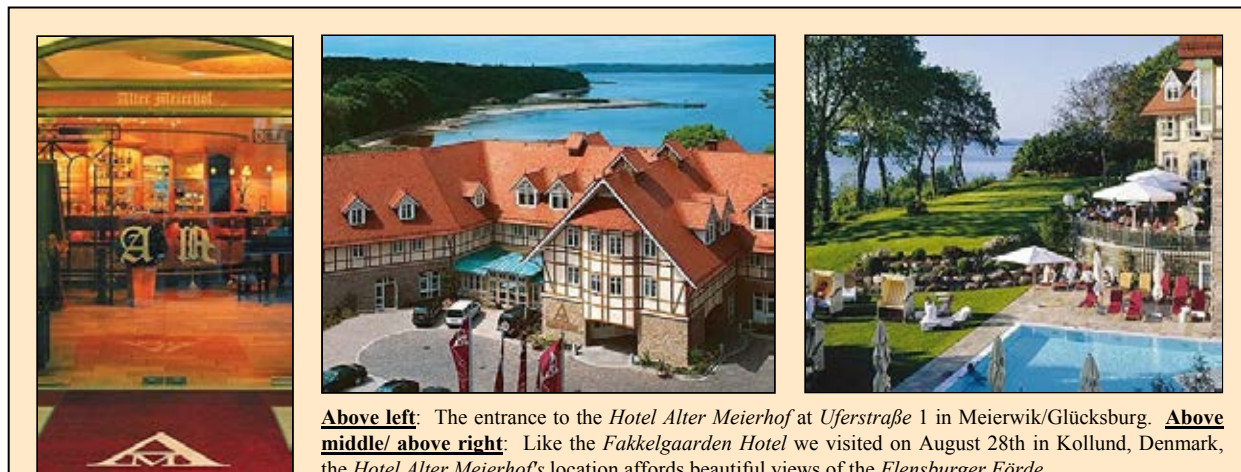 Alter Meierhof
A M
Above left: The entrance to the Hotel Alter Meierhof at Uferstraße 1 in Meierwik/Glücksburg. Above
middle/ above right: Like the Fakkelgaarden Hotel we visited on August 28th in Kollund, Denmark,
the Hotel Alter Meierhof's location affords beautiful views of the Flensburger Förde.